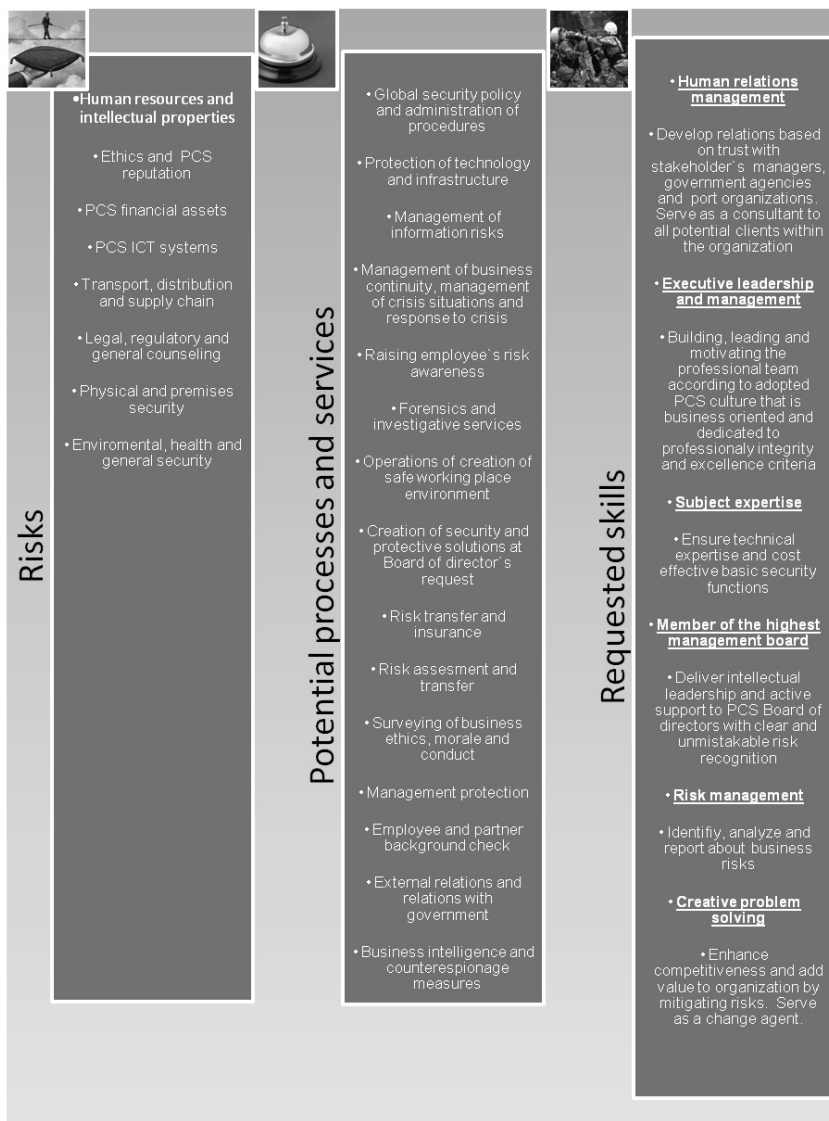 Risks
•Human resources and
intellectual properties
• Ethics and PCS
reputation
• PCS financial assets
• PCS ICT systems
• Transport, distribution
and supply chain
• Legal, regulatory and
general counseling
• Physical and premises
security
• Enviromental, health and
general security
Potential processes and services
• Global security policy
and administration of
procedures
• Protection of technology
and infrastructure
• Management of
information risks
• Management of business
continuity, management
of crisis situations and
response to crisis
• Raising employee`s risk
awareness
• Forensics and
investigative services
• Operations of creation of
safe working place
environment
• Creation of security and
protective solutions at
Board of director`s
request
• Risk transfer and
insurance
• Risk assesment and
transfer
• Surveying of business
ethics, morale and
conduct
• Management protection
• Employee and partner
background check
• External relations and
relations with
government
• Business intelligence and
counterespionage
measures
Requested skills
• Human relations
management
• Develop relations based
on trust with
stakeholder`s managers,
government agencies
and port organizations.
Serve as a consultant to
all potential clients within
the organization
• Executive leadership
and management
• Building, leading and
motivating the
professional team
according to adopted
PCS culture that is
business oriented and
dedicated to
professionaly integrity
and excellence criteria
• Subject expertise
• Ensure technical
expertise and cost
effective basic security
functions
• Member of the highest
management board
• Deliver intellectual
leadership and active
support to PCS Board of
directors with clear and
unmistakable risk
recognition
• Risk management
• Identifiy, analyze and
report about business
risks
• Creative problem
solving
• Enhance
competitiveness and add
value to organization by
mitigating risks. Serve
as a change agent.